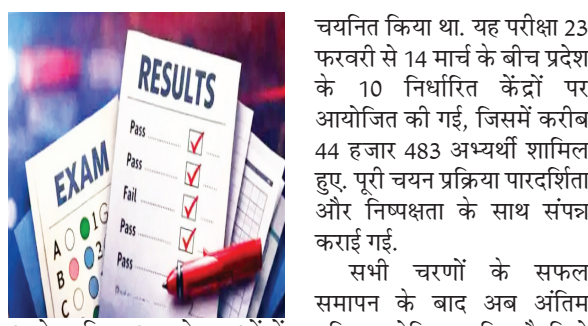 RESULTS
Pass
Pass
Fail
Pass
Pass
EXAM
A
B
C
चयनित किया था. यह परीक्षा 23
फरवरी से 14 मार्च के बीच प्रदेश
के 10 निर्धारित केंद्रों पर
आयोजित की गई, जिसमें करीब
44 हजार 483 अभ्यर्थी शामिल
हुए. पूरी चयन प्रक्रिया पारदर्शिता
और निष्पक्षता के साथ संपन्न
कराई गई.
सभी चरणों के सफल
समापन के बाद अब अंतिम